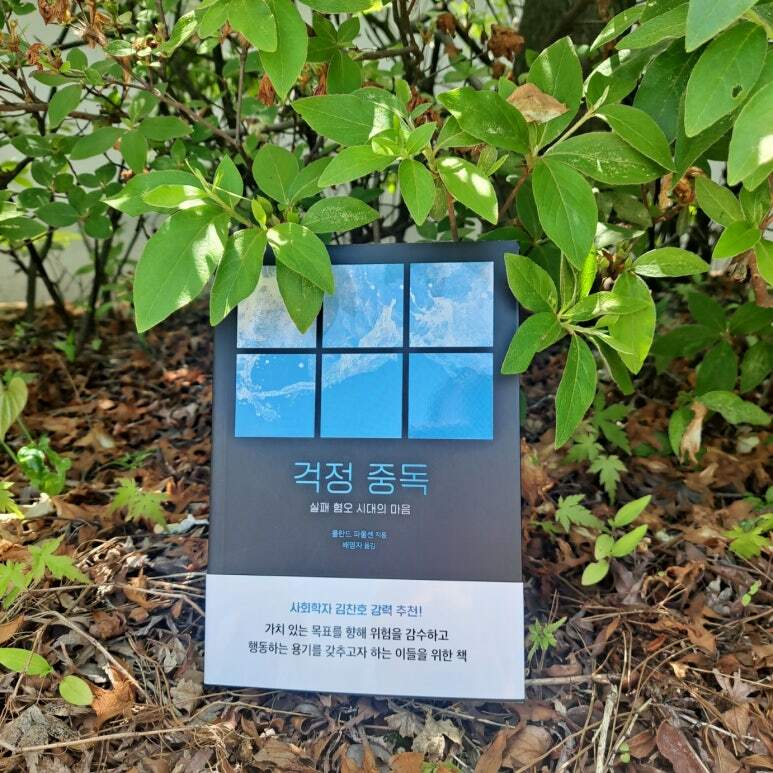 걱정 중독
실패 혐오 시대의 마음
롤란드 파울센 지음
배명자 옮김
사회학자 김찬호 강력 추천!
가치 있는 목표를 향해 위험을 감수하고
행동하는 용기를 갖추고자 하는 이들을 위한 책